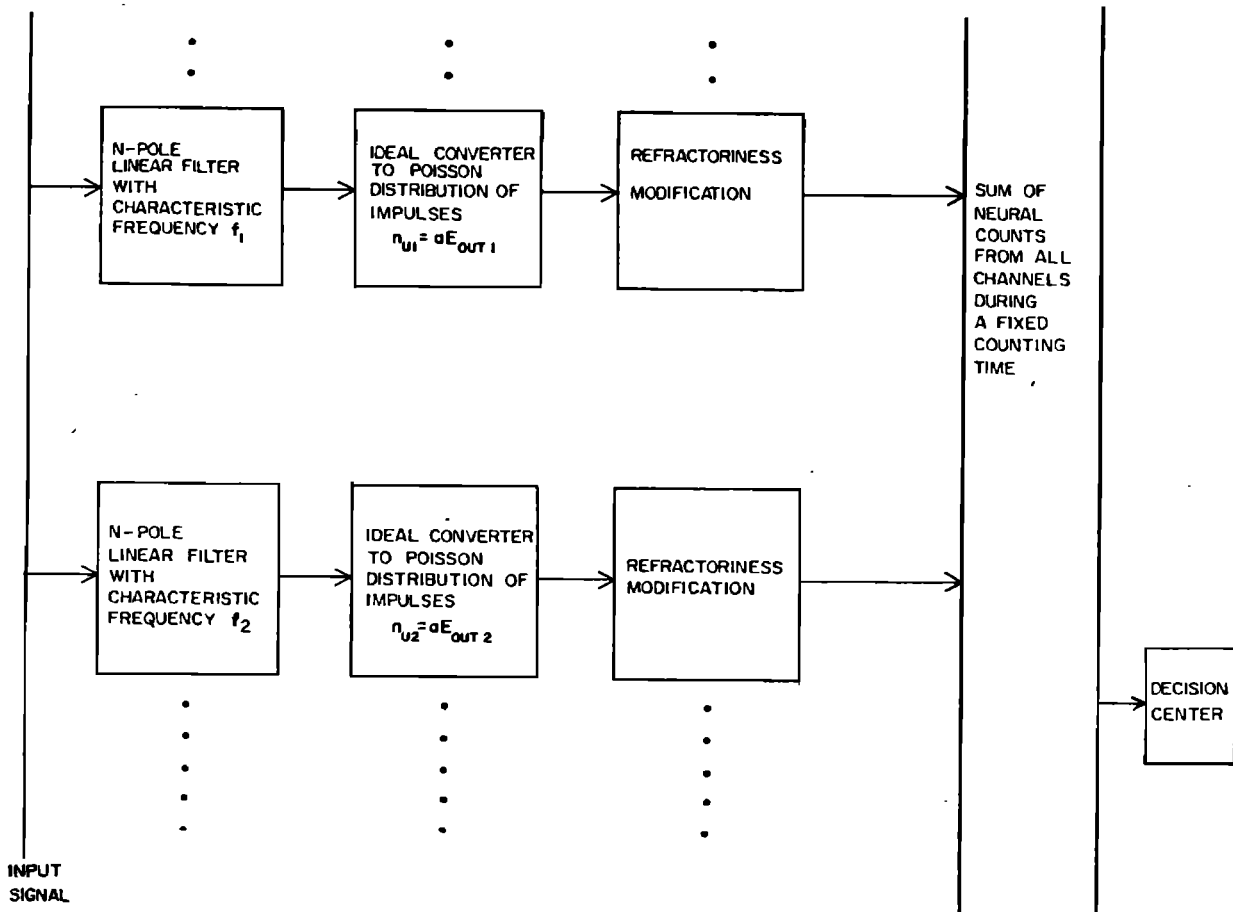 N-POLE
LINEAR FILTER
WITH
CHARACTERISTIC
FREQUENCY f1
IDEAL CONVERTER
TO POISSON
DISTRIBUTION OF
IMPULSES
nU1 = aEOUT 1
REFRACTORINESS
MODIFICATION
SUM OF
NEURAL
COUNTS
FROM ALL
CHANNELS
DURING
A FIXED
COUNTING
TIME
N-POLE
LINEAR FILTER
WITH
CHARACTERISTIC
FREQUENCY f2
IDEAL CONVERTER
TO POISSON
DISTRIBUTION OF
IMPULSES
nU2 = aEOUT 2
REFRACTORINESS
MODIFICATION
DECISION
CENTER
INPUT
SIGNAL